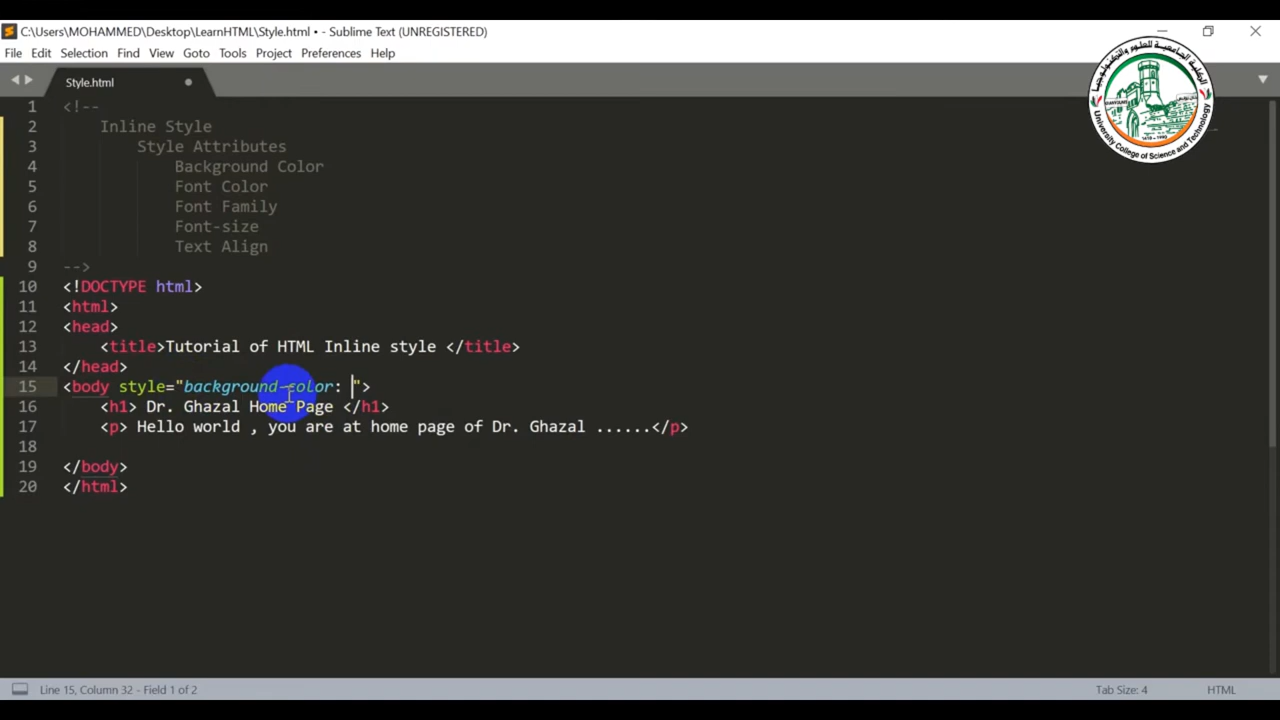 C:\Users\MOHAMMED\Desktop\LearnHTML\Style.html • - Sublime Text (UNREGISTERED)
File Edit Selection Find View Goto Tools Project Preferences Help
Style.html
1 <!--
2 Inline Style
3 Style Attributes
4 Background Color
5 Font Color
6 Font Family
7 Font-size
8 Text Align
9 -->
10 <!DOCTYPE html>
11 <html>
12 <head>
13 <title>Tutorial of HTML Inline style </title>
14 </head>
15 <body style="background-color: ">
16 <h1> Dr. Ghazal Home Page </h1>
17 <p> Hello world , you are at home page of Dr. Ghazal ......</p>
18
19 </body>
20 </html>
الكلية الجامعية للعلوم والتكنولوجيا
University College of Science and Technology
Line 15, Column 32 - Field 1 of 2
Tab Size: 4
HTML